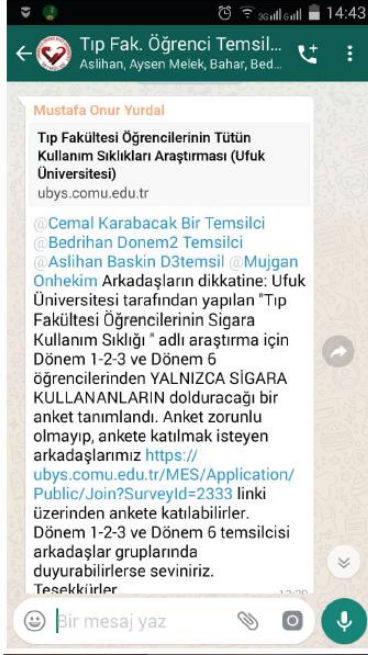 14:43
Tıp Fak. Öğrenci Temsil...
Aslihan, Aysen Melek, Bahar, Bed...
Mustafa Onur Yurdal
Tıp Fakültesi Öğrencilerinin Tütün
Kullanım Sıklıkları Araştırması (Ufuk
Üniversitesi)
ubys.comu.edu.tr
@Cemal Karabacak Bir Temsilci
@Bedrihan Donem2 Temsilci
@Aslihan Baskin D3temsil @Mujgan
Onhekim Arkadaşların dikkatine: Ufuk
Üniversitesi tarafından yapılan "Tıp
Fakültesi Öğrencilerinin Sigara
Kullanım Sıklığı " adlı araştırma için
Dönem 1-2-3 ve Dönem 6
öğrencilerinden YALNIZCA SİGARA
KULLANANLARIN dolduracağı bir
anket tanımlandı. Anket zorunlu
olmayıp, ankete katılmak isteyen
arkadaşlarımız https://
ubys.comu.edu.tr/MES/Application/
Public/Join?SurveyId=2333 linki
üzerinden ankete katılabilirler.
Dönem 1-2-3 ve Dönem 6 temsilcisi
arkadaşlar gruplarında
duyurabilirlerse seviniriz.
Teşekkürler
Bir mesaj yaz